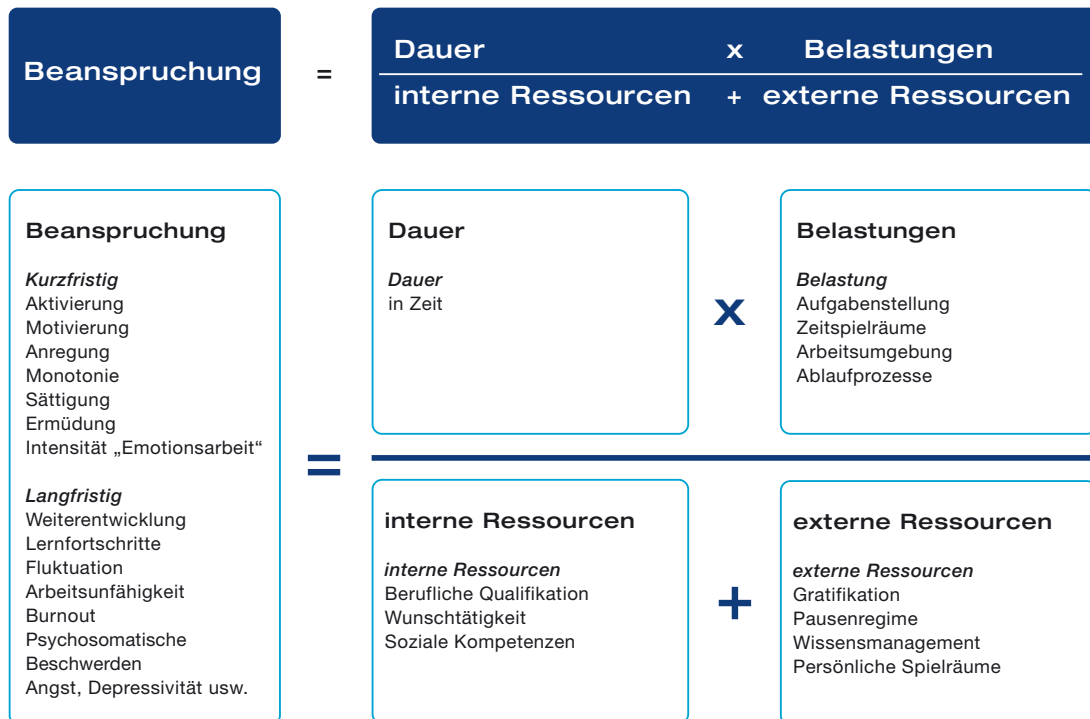 Beanspruchung = Dauer x Belastungen
interne Ressourcen + externe Ressourcen
Beanspruchung
Kurzfristig
Aktivierung
Motivierung
Anregung
Monotonie
Sättigung
Ermüdung
Intensität „Emotionsarbeit“
Langfristig
Weiterentwicklung
Lernfortschritte
Fluktuation
Arbeitsunfähigkeit
Burnout
Psychosomatische
Beschwerden
Angst, Depressivität usw.
=
Dauer
Dauer
in Zeit
x
Belastungen
Belastung
Aufgabenstellung
Zeitspielräume
Arbeitsumgebung
Ablaufprozesse
interne Ressourcen
interne Ressourcen
Berufliche Qualifikation
Wunschtätigkeit
Soziale Kompetenzen
+
externe Ressourcen
externe Ressourcen
Gratifikation
Pausenregime
Wissensmanagement
Persönliche Spielräume